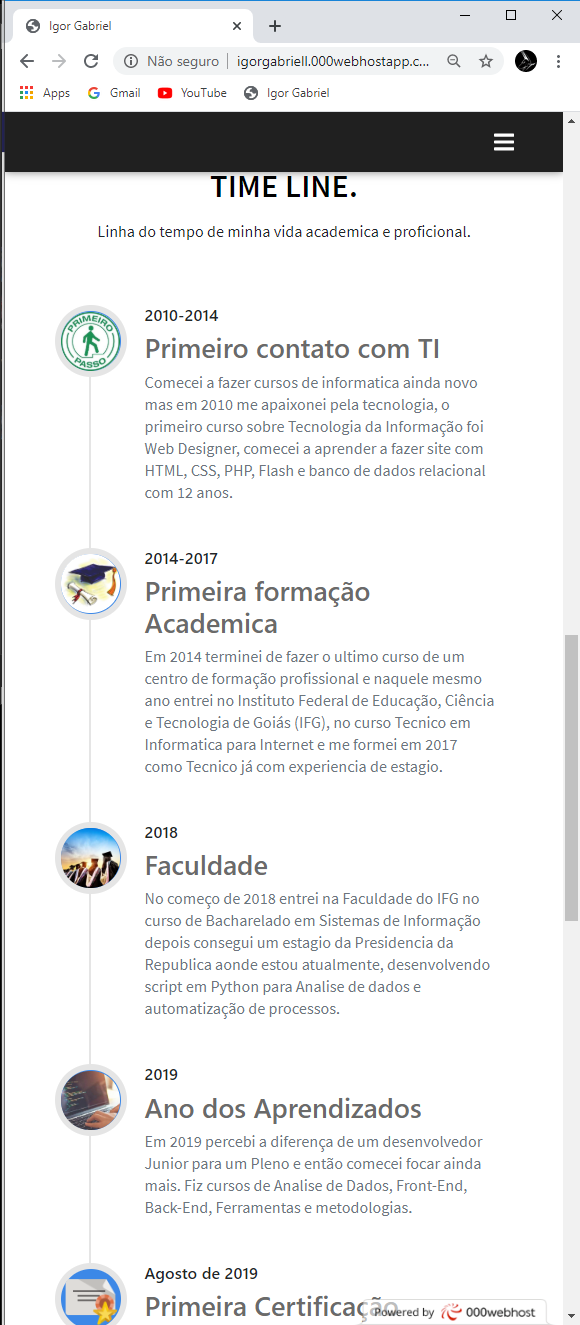 Igor Gabriel
Não seguro | igorgabriell.000webhostapp.c...
Apps Gmail YouTube Igor Gabriel
TIME LINE.
Linha do tempo de minha vida academica e proficional.
PRIMEIRO
PASSO
2010-2014
Primeiro contato com TI
Comecei a fazer cursos de informatica ainda novo
mas em 2010 me apaixonei pela tecnologia, o
primeiro curso sobre Tecnologia da Informação foi
Web Designer, comecei a aprender a fazer site com
HTML, CSS, PHP, Flash e banco de dados relacional
com 12 anos.
2014-2017
Primeira formação
Academica
Em 2014 terminei de fazer o ultimo curso de um
centro de formação profissional e naquele mesmo
ano entrei no Instituto Federal de Educação, Ciência
e Tecnologia de Goiás (IFG), no curso Tecnico em
Informatica para Internet e me formei em 2017
como Tecnico já com experiencia de estagio.
2018
Faculdade
No começo de 2018 entrei na Faculdade do IFG no
curso de Bacharelado em Sistemas de Informação
depois consegui um estagio da Presidencia da
Republica aonde estou atualmente, desenvolvendo
script em Python para Analise de dados e
automatização de processos.
2019
Ano dos Aprendizados
Em 2019 percebi a diferença de um desenvolvedor
Junior para um Pleno e então comecei focar ainda
mais. Fiz cursos de Analise de Dados, Front-End,
Back-End, Ferramentas e metodologias.
Agosto de 2019
Primeira Certificação
Powered by 000webhost